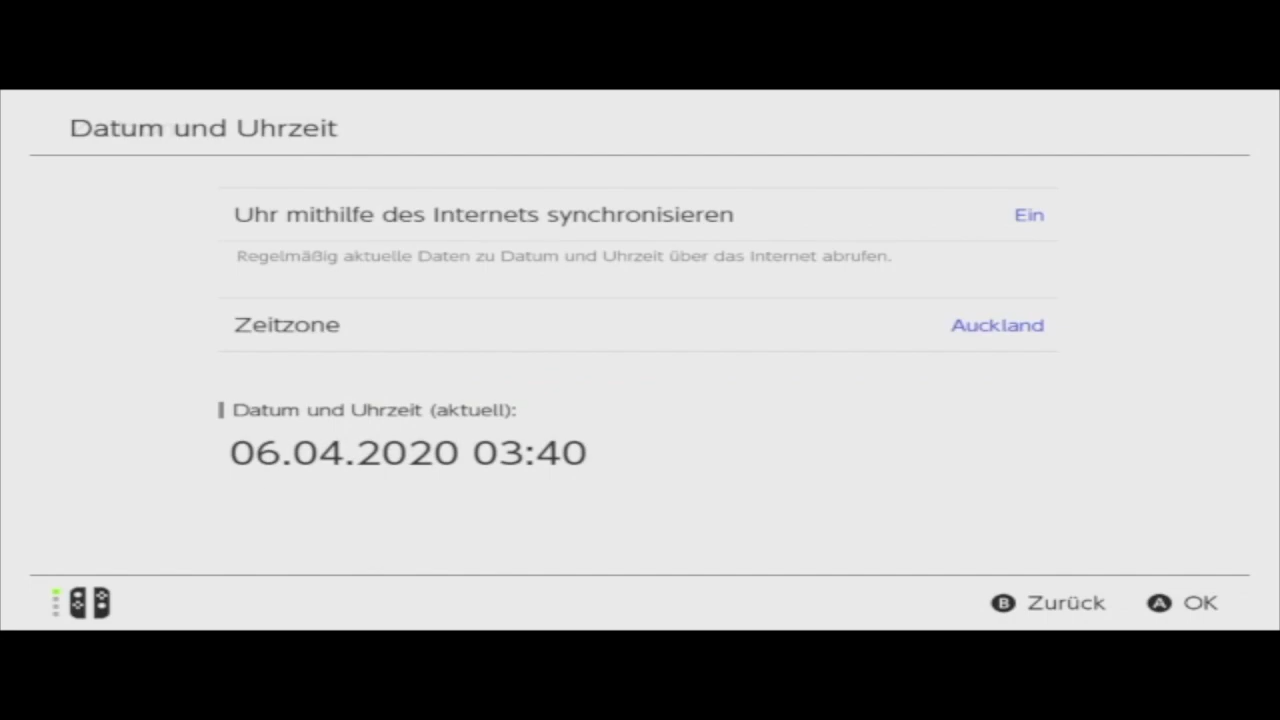 Datum und Uhrzeit
Uhr mithilfe des Internets synchronisieren Ein
Regelmäßig aktuelle Daten zu Datum und Uhrzeit über das Internet abrufen.
Zeitzone Auckland
Datum und Uhrzeit (aktuell):
06.04.2020 03:40
B Zurück A OK